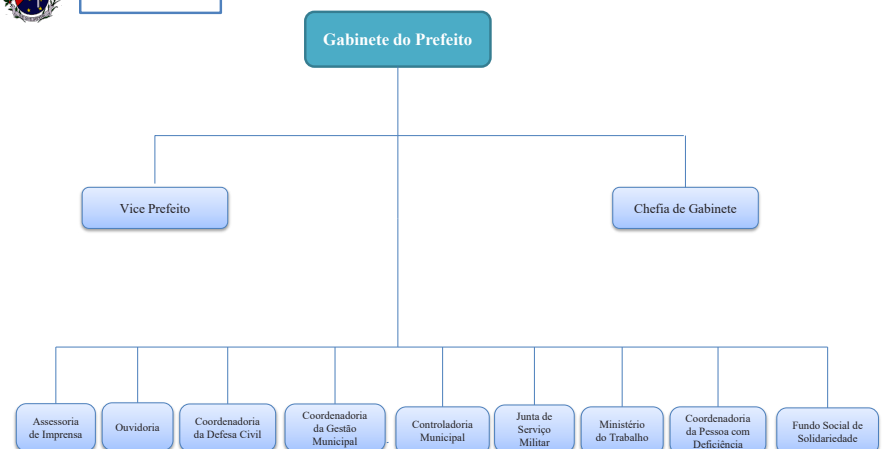 Gabinete do Prefeito
Vice Prefeito
Chefia de Gabinete
Assessoria
de Imprensa
Ouvidoria
Coordenadoria
da Defesa Civil
Coordenadoria
da Gestão
Municipal
.
Controladoria
Municipal
Junta de
Serviço
Militar
Ministério
do Trabalho
Coordenadoria
da Pessoa com
Deficiência
Fundo Social de
Solidariedade